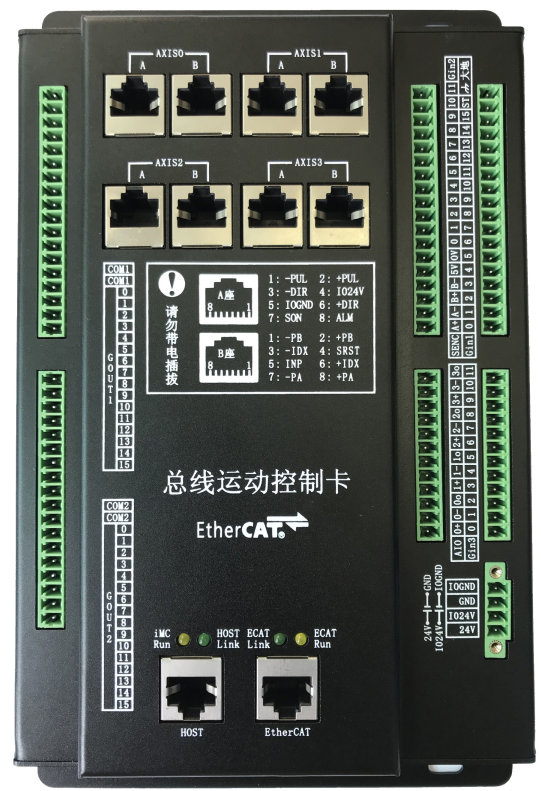 AXIS0
A B
AXIS1
A B
AXIS2
A B
AXIS3
A B
请勿带电插拔
A座
8 1
1: -PUL 2: +PUL
3: -DIR 4: IO24V
5: IOGND 6: +DIR
7: SON 8: ALM
B座
8 1
1: -PB 2: +PB
3: -IDX 4: SRST
5: INP 6: +IDX
7: -PA 8: +PA
COM1
COM1
0
1
2
3
4
5
6
7
8
9
10
11
12
13
14
15
GOUT1
COM2
COM2
0
1
2
3
4
5
6
7
8
9
10
11
12
13
14
15
GOUT2
总线运动控制卡
EtherCAT®
iMC Run
HOST Link
ECAT Link
ECAT Run
HOST
EtherCAT
SENC A+ A- B+ B- 5V 0V 0 1 2 3 4 5 6 7 8 9 10 11 Gin2
Gin1 0 1 2 3 4 5 6 7 8 9 10 11 12 13 14 15 ST 大地
AIO 0+ 0- 0o 1+ 1- 1o 2+ 2- 2o 3+ 3- 3o
Gin3 0 1 2 3 4 5 6 7 8 9 10 11
24V GND
IO24V IOGND
IOGND
GND
IO24V
24V